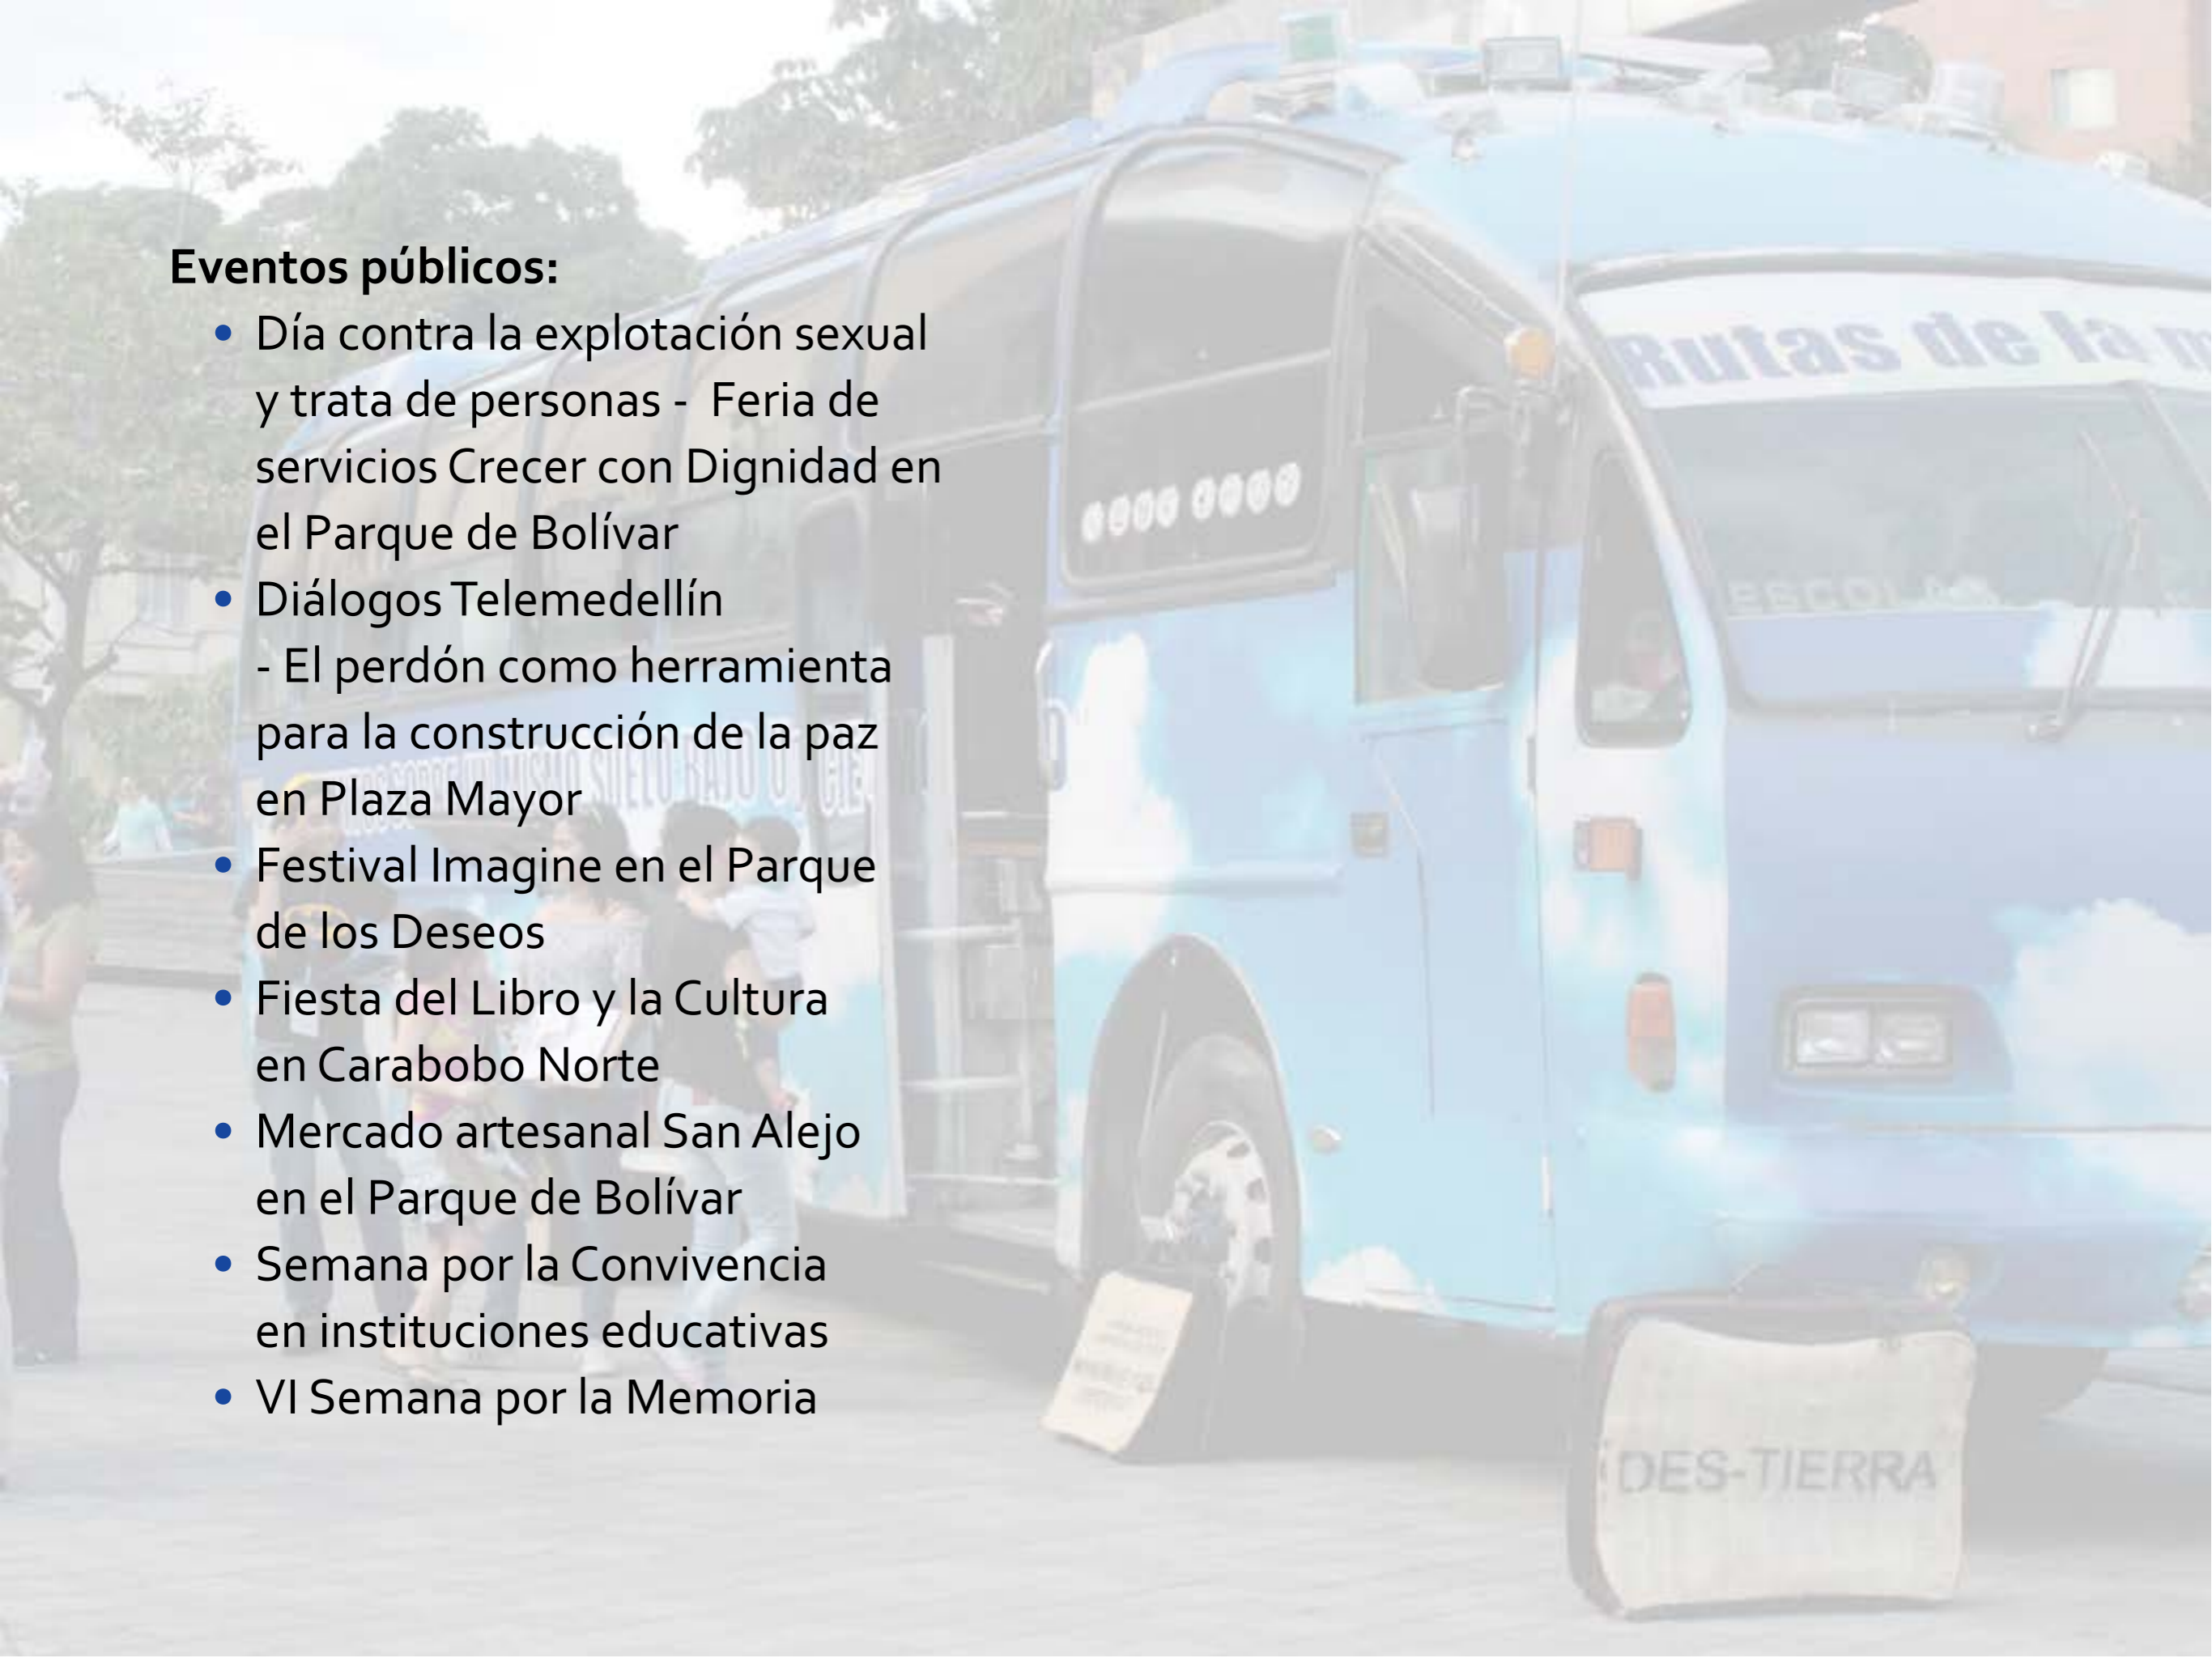 Eventos públicos:
• Día contra la explotación sexual
y trata de personas -  Feria de
servicios Crecer con Dignidad en
el Parque de Bolívar
• Diálogos Telemedellín
- El perdón como herramienta
para la construcción de la paz
en Plaza Mayor
• Festival Imagine en el Parque
de los Deseos
• Fiesta del Libro y la Cultura
en Carabobo Norte
• Mercado artesanal San Alejo
en el Parque de Bolívar
• Semana por la Convivencia
en instituciones educativas
• VI Semana por la Memoria
Rutas de la
SUELO BAJO
DES-TIERRA